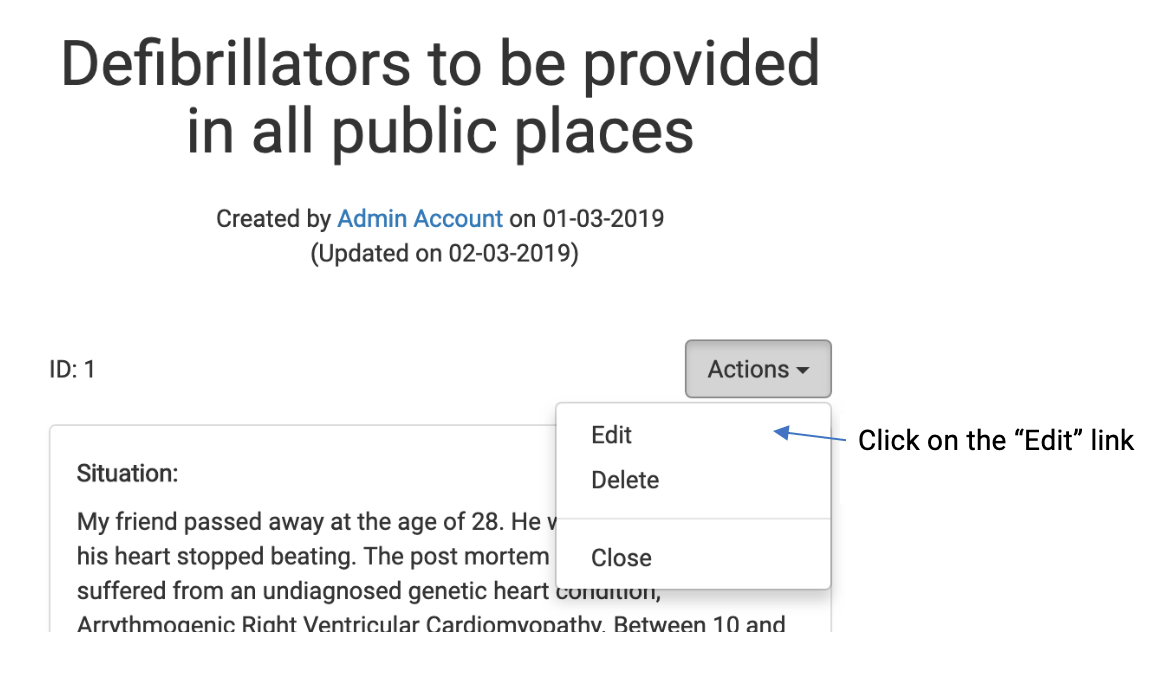 Defibrillators to be provided
in all public places
Created by Admin Account on 01-03-2019
(Updated on 02-03-2019)
ID: 1
Actions
Edit
Click on the “Edit” link
Delete
Close
Situation:
My friend passed away at the age of 28. He
his heart stopped beating. The post mortem
suffered from an undiagnosed genetic heart condition,
Arrythmogenic Right Ventricular Cardiomyopathy. Between 10 and